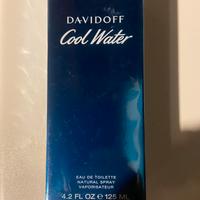 DAVIDOFF
Cool Water
EAU DE TOILETTE
NATURAL SPRAY
VAPORISATEUR
4.2 FL OZ ℮ 125 ML